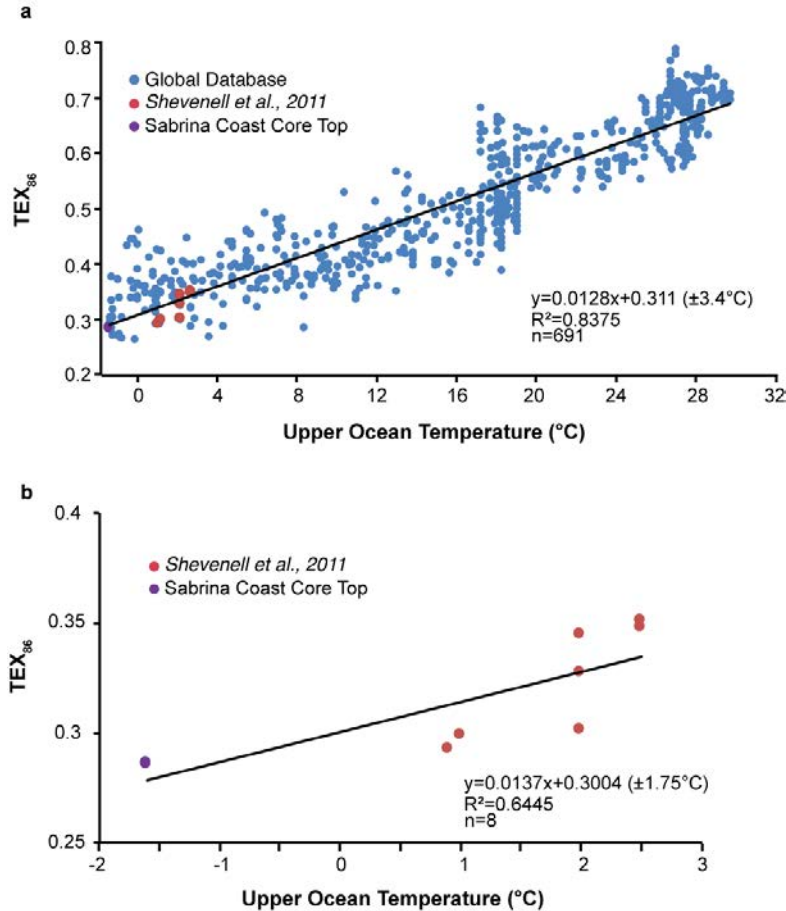 a
0.8
0.7
0.6
0.5
0.4
0.3
0.2
TEX86
Global Database
Shevenell et al., 2011
Sabrina Coast Core Top
y=0.0128x+0.311 (±3.4°C)
R²=0.8375
n=691
0 4 8 12 16 20 24 28 32
Upper Ocean Temperature (°C)
b
0.4
0.35
0.3
0.25
TEX86
Shevenell et al., 2011
Sabrina Coast Core Top
y=0.0137x+0.3004 (±1.75°C)
R²=0.6445
n=8
-2 -1 0 1 2 3
Upper Ocean Temperature (°C)